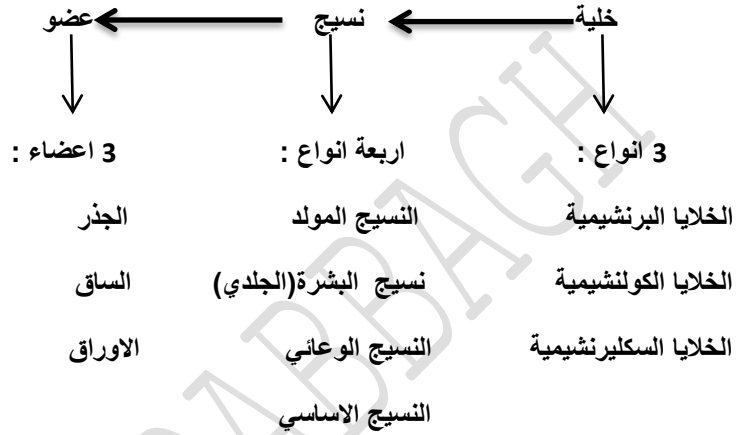 خلية نسيج عضو
3 انواع : اربعة انواع : 3 اعضاء :
الخلايا البرنشيمية النسيج المولد الجذر
الخلايا الكولنشيمية نسيج البشرة(الجلدي) الساق
الخلايا السكليرنشيمية النسيج الوعائي الاوراق
النسيج الاساسي